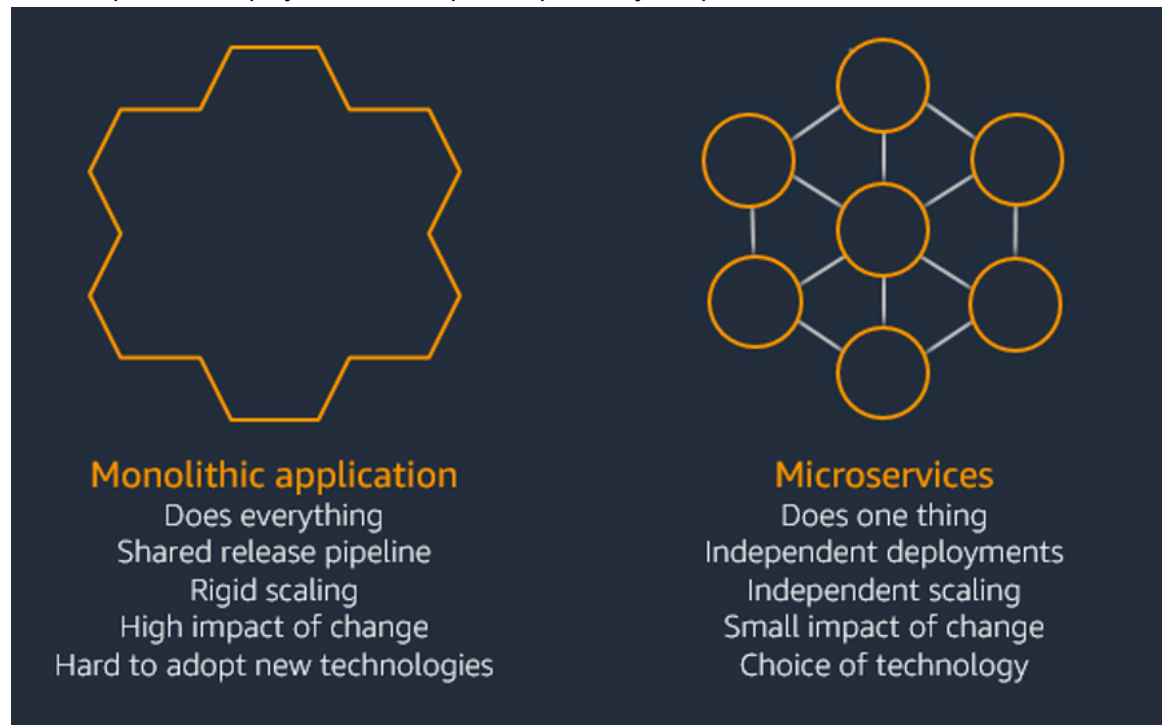 Monolithic application
Does everything
Shared release pipeline
Rigid scaling
High impact of change
Hard to adopt new technologies
Microservices
Does one thing
Independent deployments
Independent scaling
Small impact of change
Choice of technology